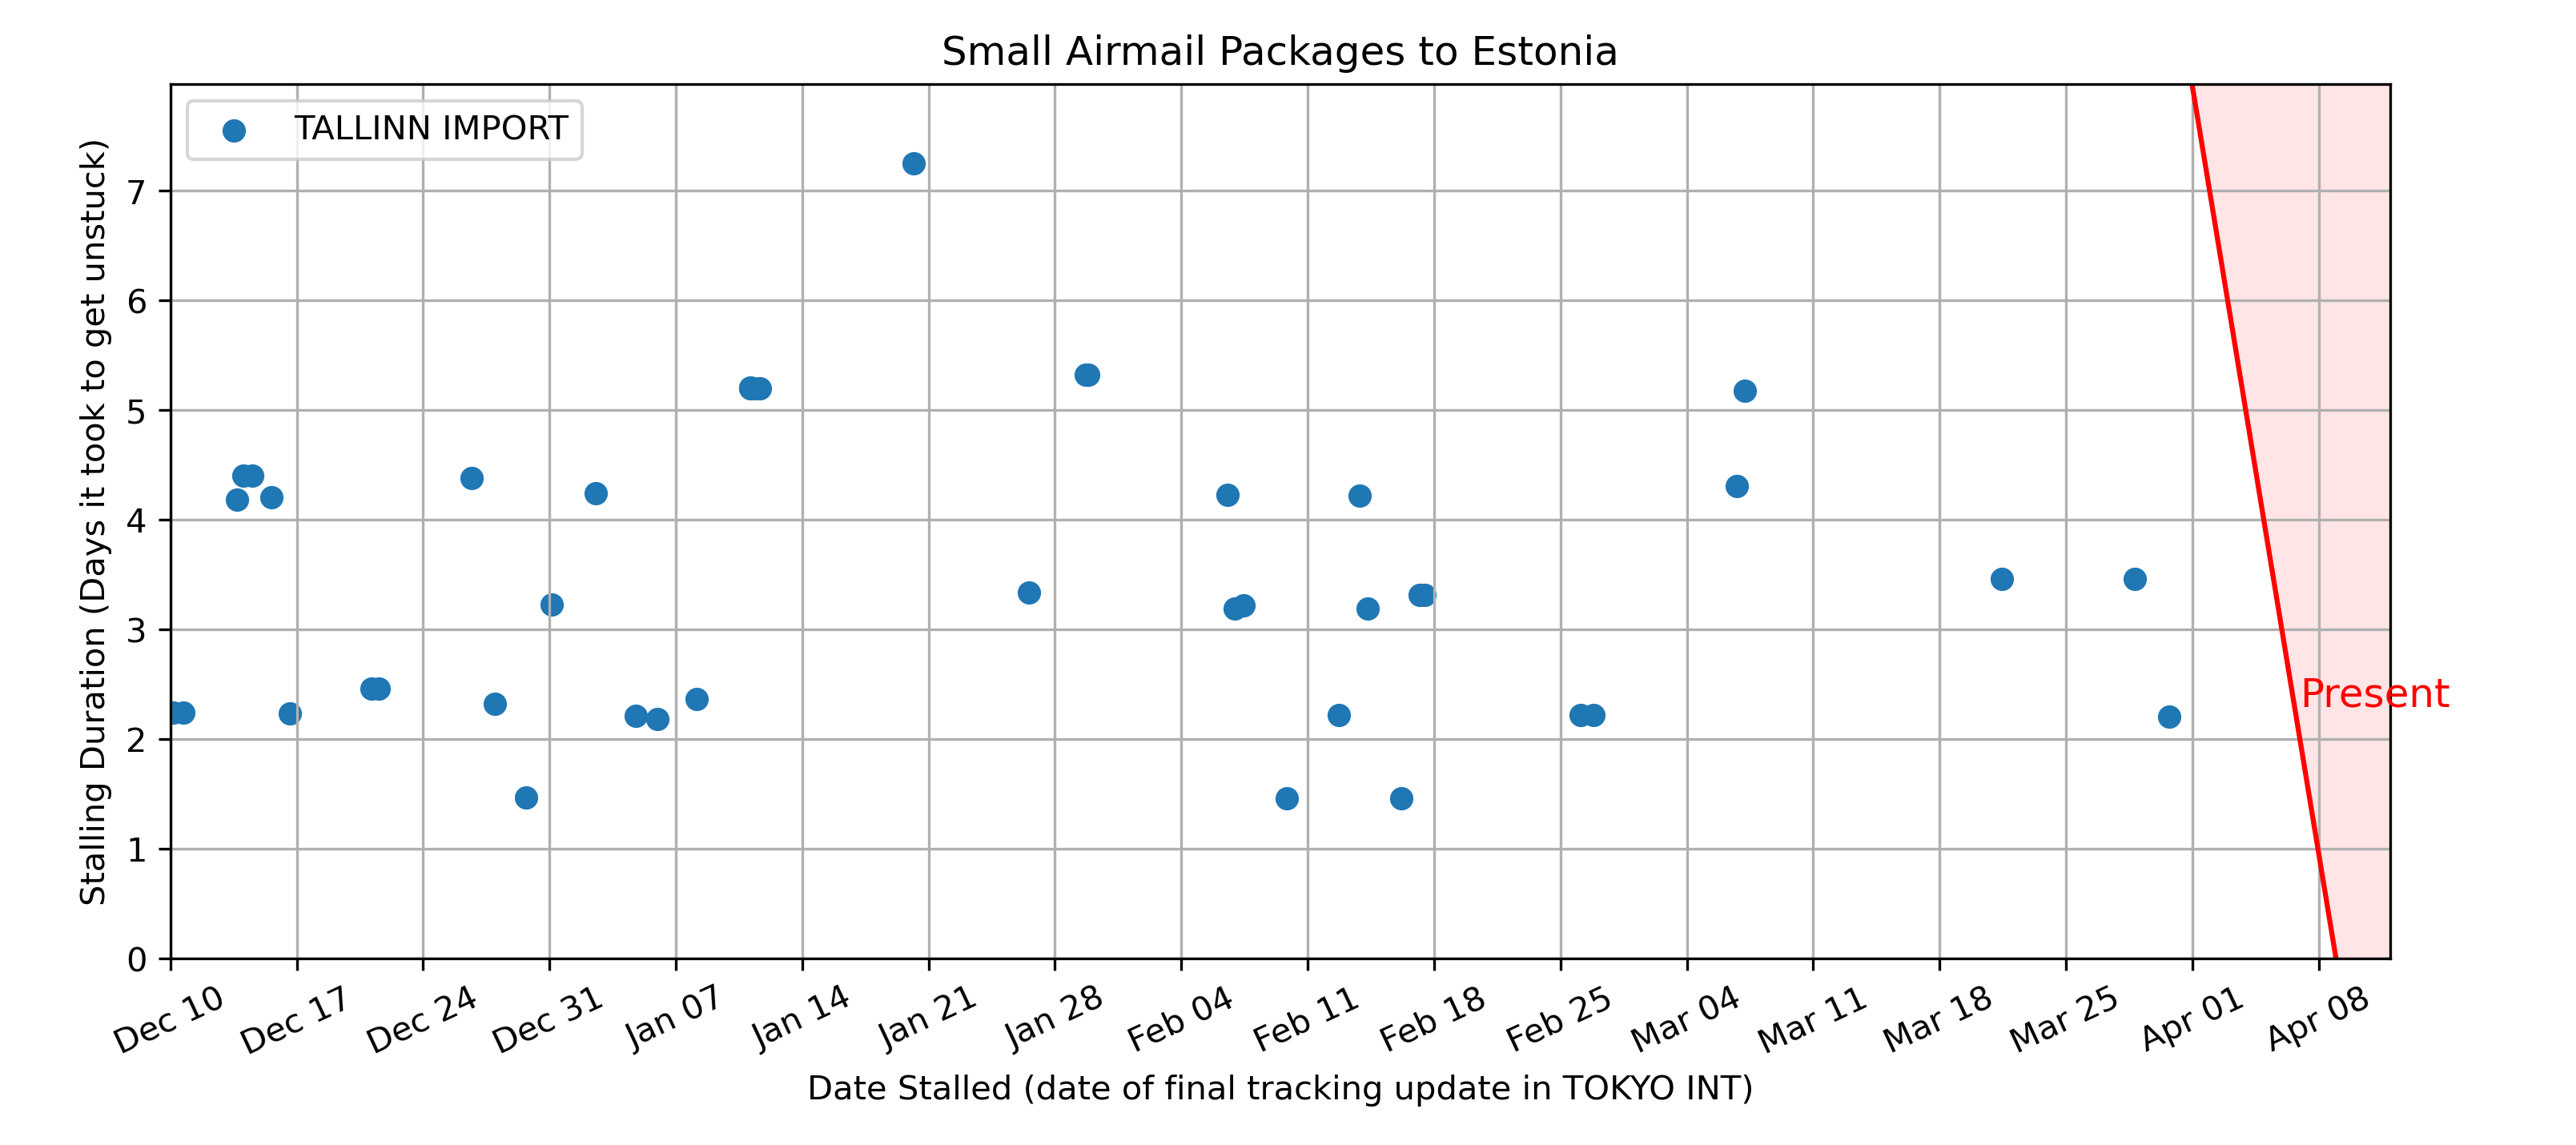 Small Airmail Packages to Estonia
TALLINN IMPORT
Stalling Duration (Days it took to get unstuck)
7
6
5
4
3
2
1
0
Present
Dec 10
Dec 17
Dec 24
Dec 31
Jan 07
Jan 14
Jan 21
Jan 28
Feb 04
Feb 11
Feb 18
Feb 25
Mar 04
Mar 11
Mar 18
Mar 25
Apr 01
Apr 08
Date Stalled (date of final tracking update in TOKYO INT)